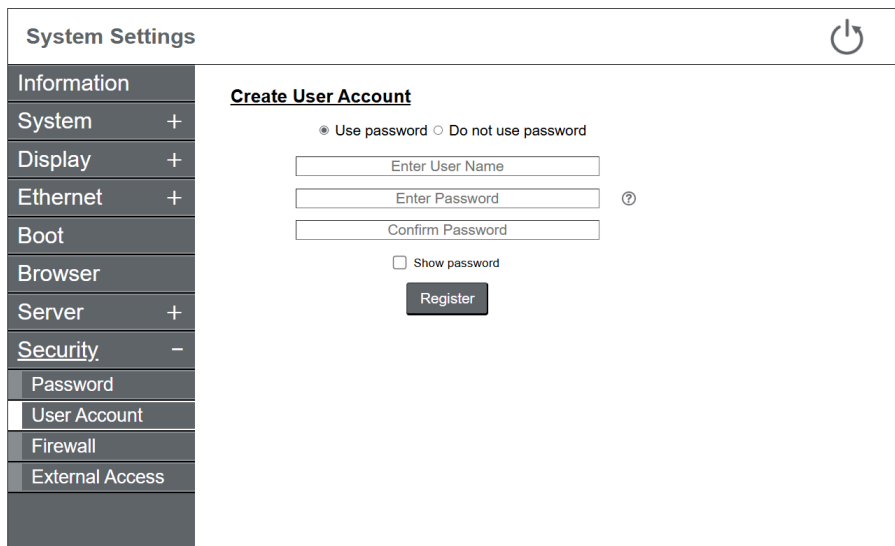 System Settings
Information
System +
Display +
Ethernet +
Boot
Browser
Server +
Security -
Password
User Account
Firewall
External Access
Create User Account
Use password Do not use password
Enter User Name
Enter Password ?
Confirm Password
Show password
Register